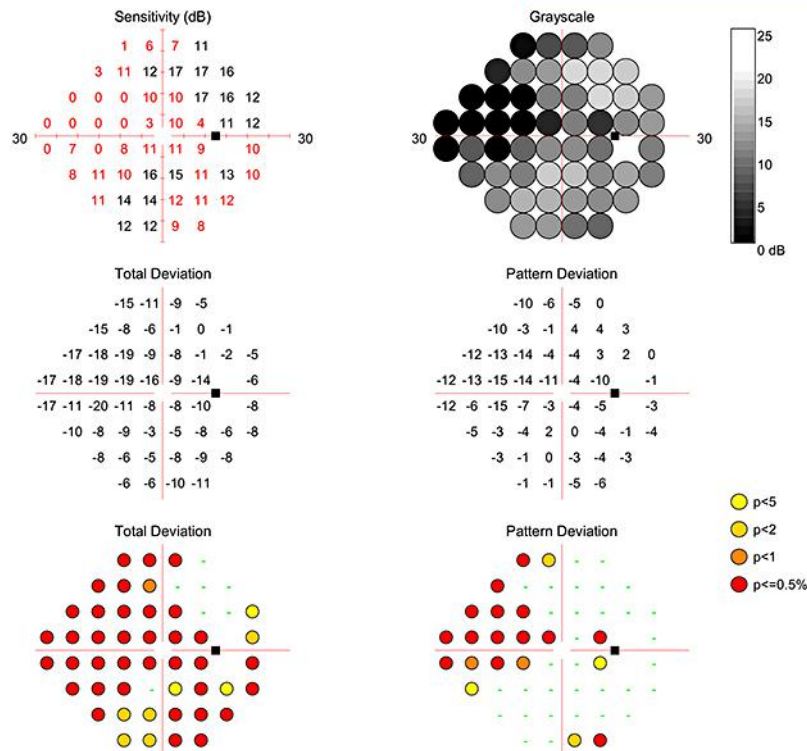 Sensitivity (dB)
1 6 7 11
3 11 12 17 17 16
0 0 0 10 10 17 16 12
0 0 0 0 3 10 4 11 12
30 30
0 7 0 8 11 11 9 10
8 11 10 16 15 11 13 10
11 14 14 12 11 12
12 12 9 8
Grayscale
30 30
25
20
15
10
5
0 dB
Total Deviation
-15 -11 -9 -5
-15 -8 -6 -1 0 -1
-17 -18 -19 -9 -8 -1 -2 -5
-17 -18 -19 -19 -16 -9 -14 -6
-17 -11 -20 -11 -8 -8 -10 -8
-10 -8 -9 -3 -5 -8 -6 -8
-8 -6 -5 -8 -9 -8
-6 -6 -10 -11
Pattern Deviation
-10 -6 -5 0
-10 -3 -1 4 4 3
-12 -13 -14 -4 -4 3 2 0
-12 -13 -15 -14 -11 -4 -10 -1
-12 -6 -15 -7 -3 -4 -5 -3
-5 -3 -4 2 0 -4 -1 -4
-3 -1 0 -3 -4 -3
-1 -1 -5 -6
Total Deviation
Pattern Deviation
p<5
p<2
p<1
p<=0.5%